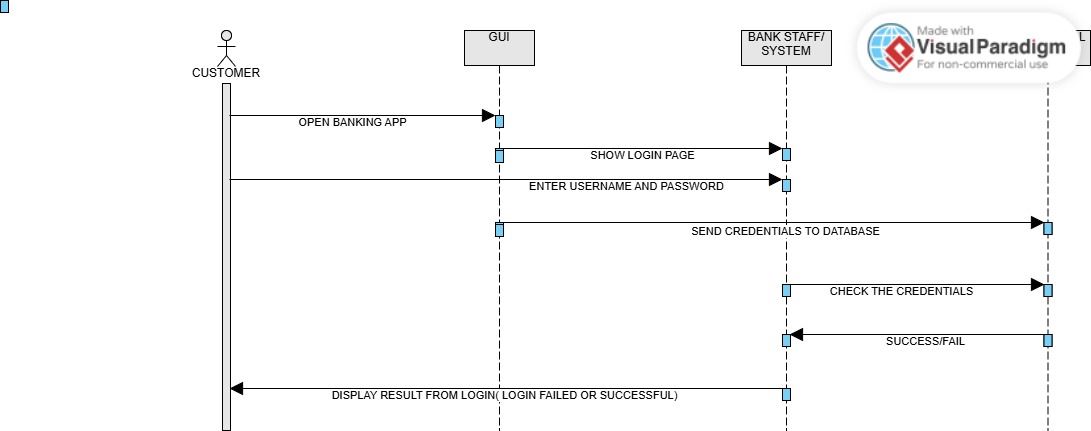 GUI
BANK STAFF/
SYSTEM
Made with
Visual Paradigm
For non-commercial use
L
CUSTOMER
OPEN BANKING APP
SHOW LOGIN PAGE
ENTER USERNAME AND PASSWORD
SEND CREDENTIALS TO DATABASE
CHECK THE CREDENTIALS
SUCCESS/FAIL
DISPLAY RESULT FROM LOGIN( LOGIN FAILED OR SUCCESSFUL)